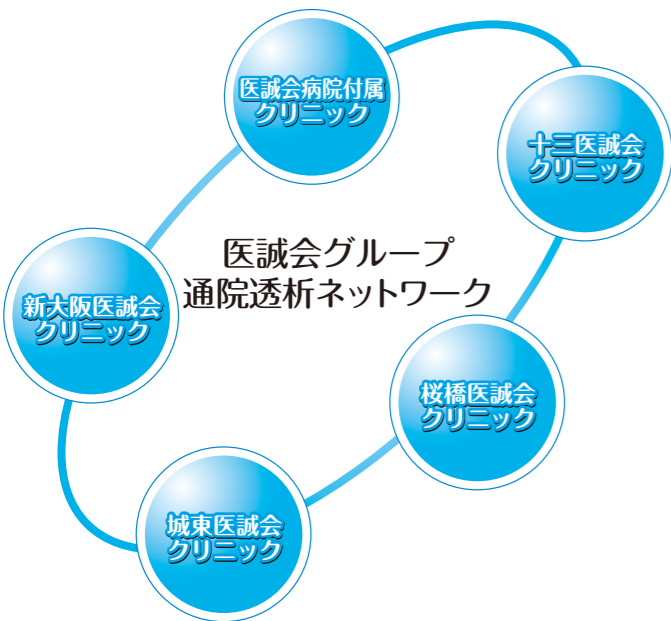 医誠会病院付属
クリニック
十三医誠会
クリニック
医誠会グループ
通院透析ネットワーク
新大阪医誠会
クリニック
桜橋医誠会
クリニック
城東医誠会
クリニック